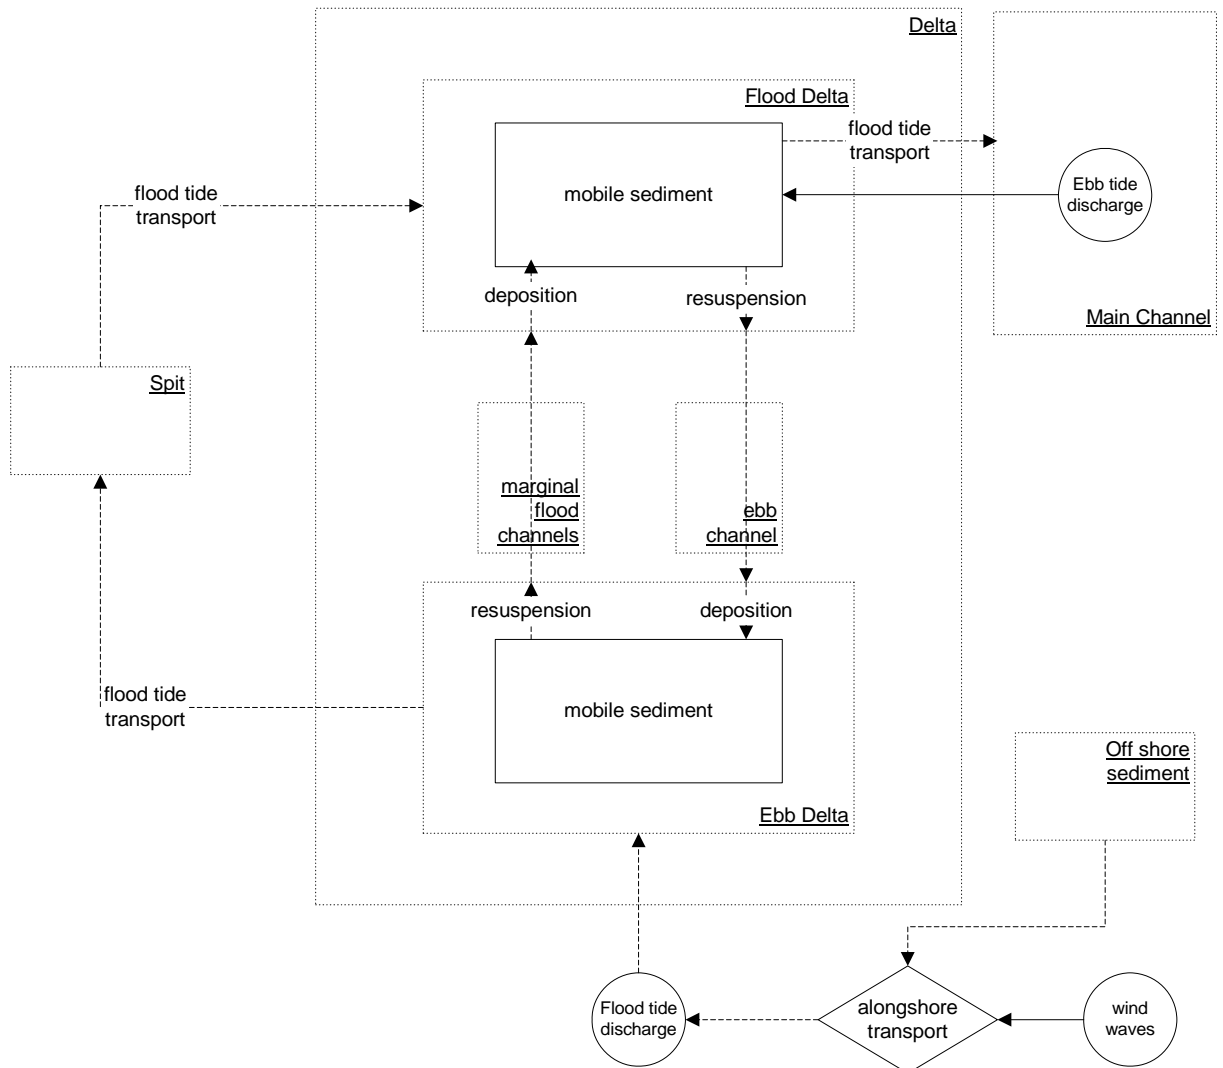 Delta
Flood Delta
flood tide
transport
mobile sediment
Ebb tide
discharge
flood tide
transport
deposition
resuspension
Main Channel
Spit
marginal
flood
channels
ebb
channel
resuspension
deposition
flood tide
transport
mobile sediment
Off shore
sediment
Ebb Delta
Flood tide
discharge
alongshore
transport
wind
waves